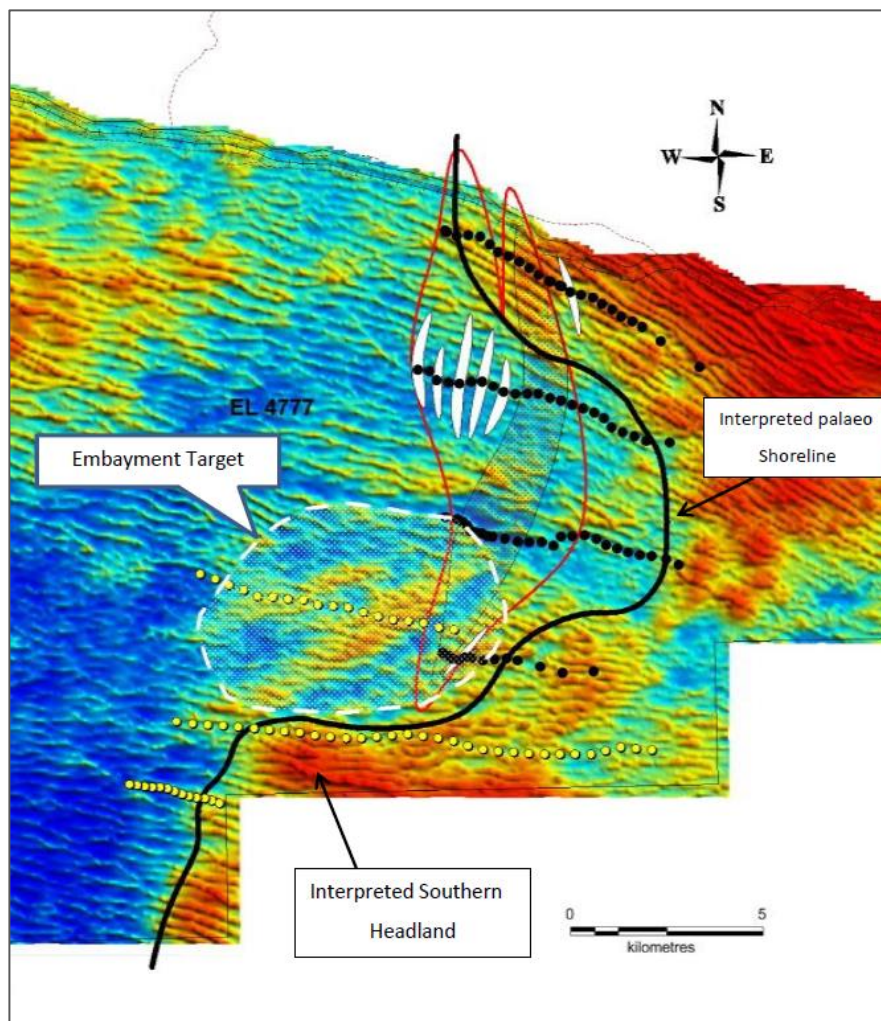 N
W E
S
EL 4777
Interpreted palaeo
Shoreline
Embayment Target
Interpreted Southern
Headland
0 5
kilometres